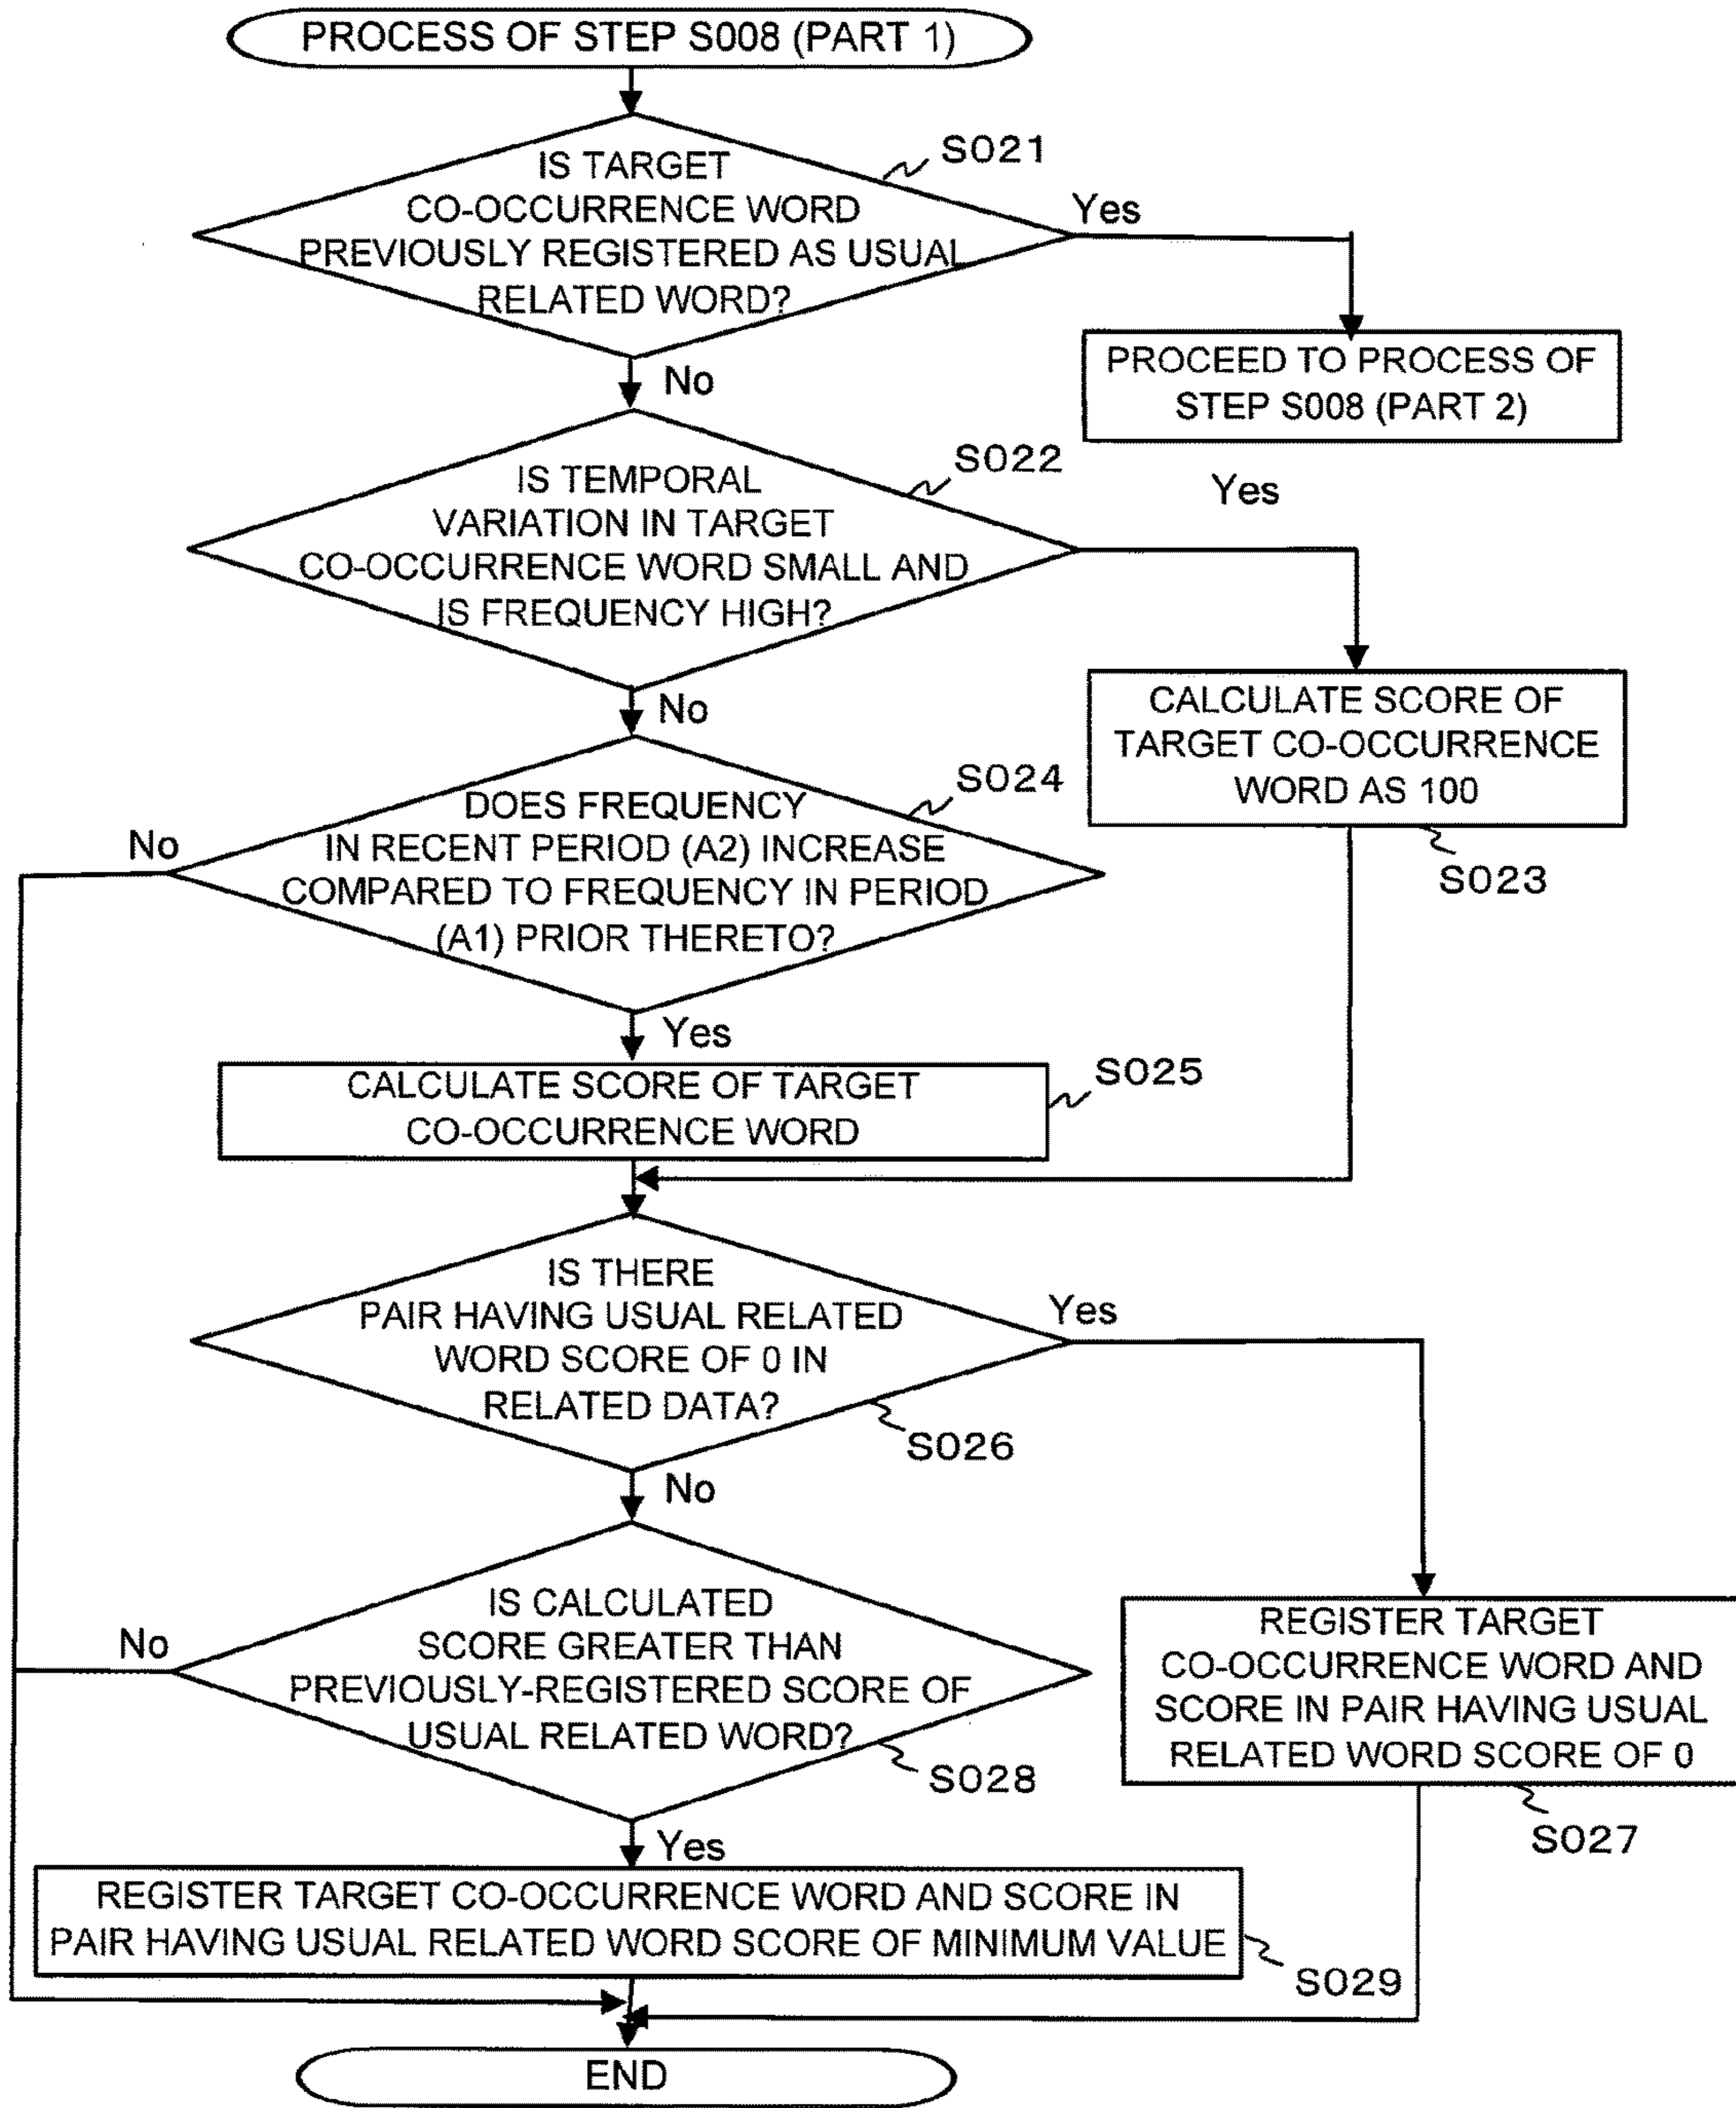 PROCESS OF STEP S008 (PART 1)
IS TARGET
CO-OCCURRENCE WORD
PREVIOUSLY REGISTERED AS USUAL
RELATED WORD?
S021
Yes
PROCEED TO PROCESS OF
STEP S008 (PART 2)
No
IS TEMPORAL
VARIATION IN TARGET
CO-OCCURRENCE WORD SMALL AND
IS FREQUENCY HIGH?
S022
Yes
CALCULATE SCORE OF
TARGET CO-OCCURRENCE
WORD AS 100
S023
No
DOES FREQUENCY
IN RECENT PERIOD (A2) INCREASE
COMPARED TO FREQUENCY IN PERIOD
(A1) PRIOR THERETO?
S024
No
Yes
CALCULATE SCORE OF TARGET
CO-OCCURRENCE WORD
S025
IS THERE
PAIR HAVING USUAL RELATED
WORD SCORE OF 0 IN
RELATED DATA?
Yes
S026
No
IS CALCULATED
SCORE GREATER THAN
PREVIOUSLY-REGISTERED SCORE OF
USUAL RELATED WORD?
No
S028
REGISTER TARGET
CO-OCCURRENCE WORD AND
SCORE IN PAIR HAVING USUAL
RELATED WORD SCORE OF 0
S027
Yes
REGISTER TARGET CO-OCCURRENCE WORD AND SCORE IN
PAIR HAVING USUAL RELATED WORD SCORE OF MINIMUM VALUE
S029
END